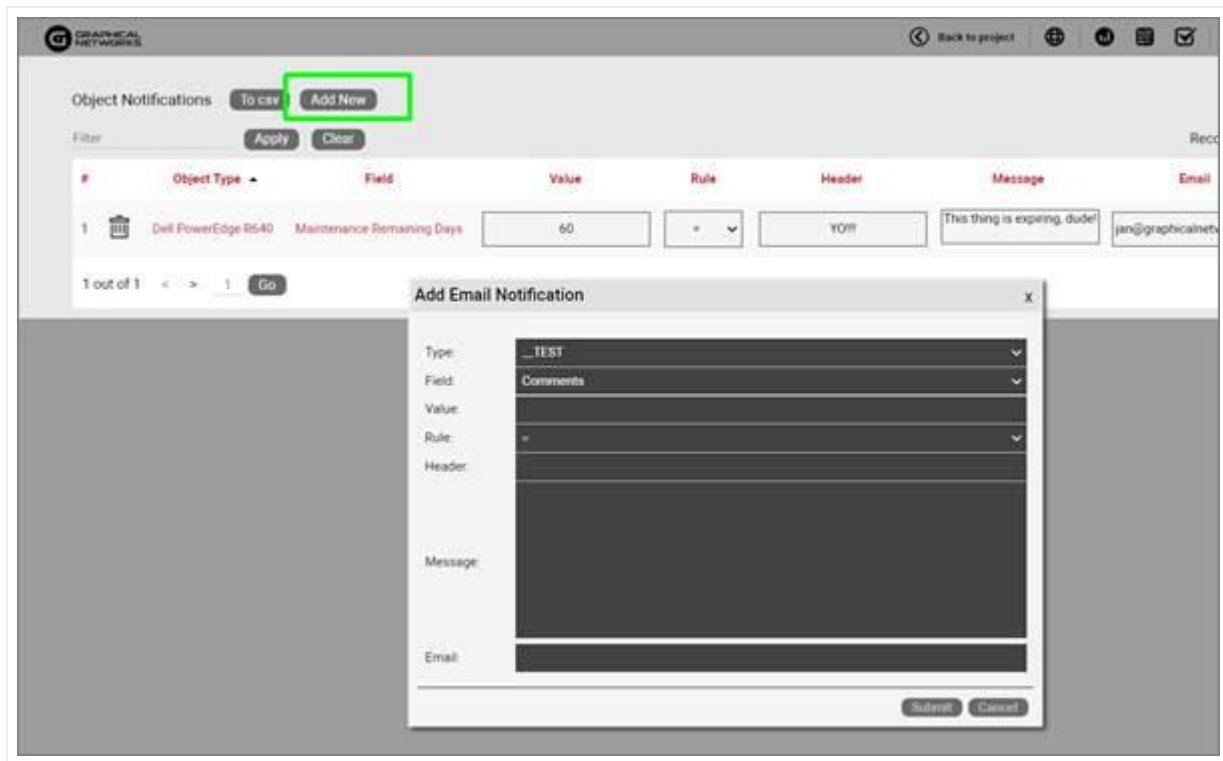 GRAPHICAL
NETWORKS
Back to project
Object Notifications To csv Add New
Filter Apply Clear Reco
# Object Type Field Value Rule Header Message Email
1 Dell PowerEdge R640 Maintenance Remaining Days 60 = YO!!! This thing is expiring, dude! jan@graphicalnetw
1 out of 1 < > 1 Go
Add Email Notification x
Type: __TEST
Field: Comments
Value:
Rule: =
Header:
Message:
Email:
Submit Cancel